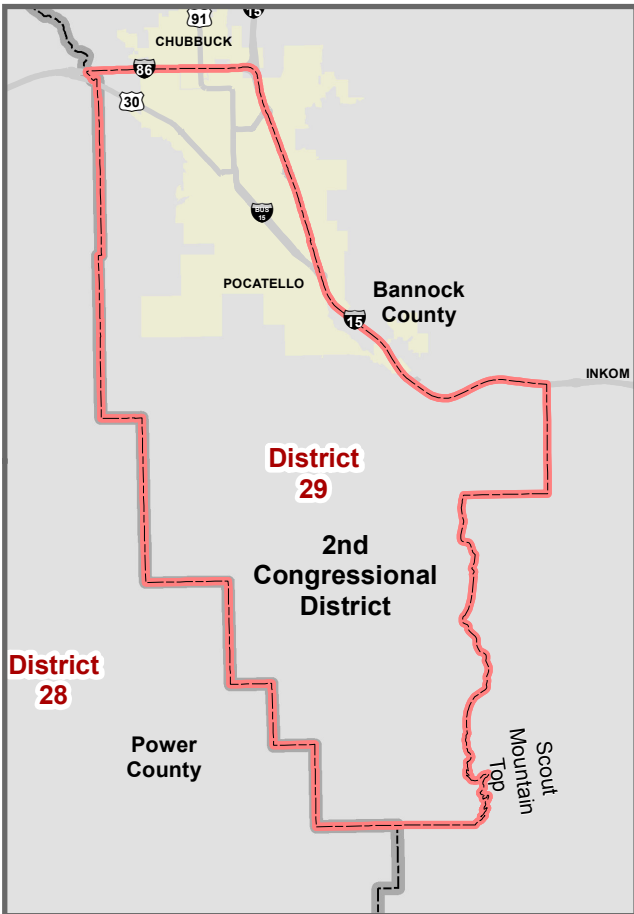 91
15
CHUBBUCK
86
30
BUS
15
POCATELLO
Bannock
County
15
INKOM
District
29
2nd
Congressional
District
District
28
Power
County
Scout
Mountain
Top